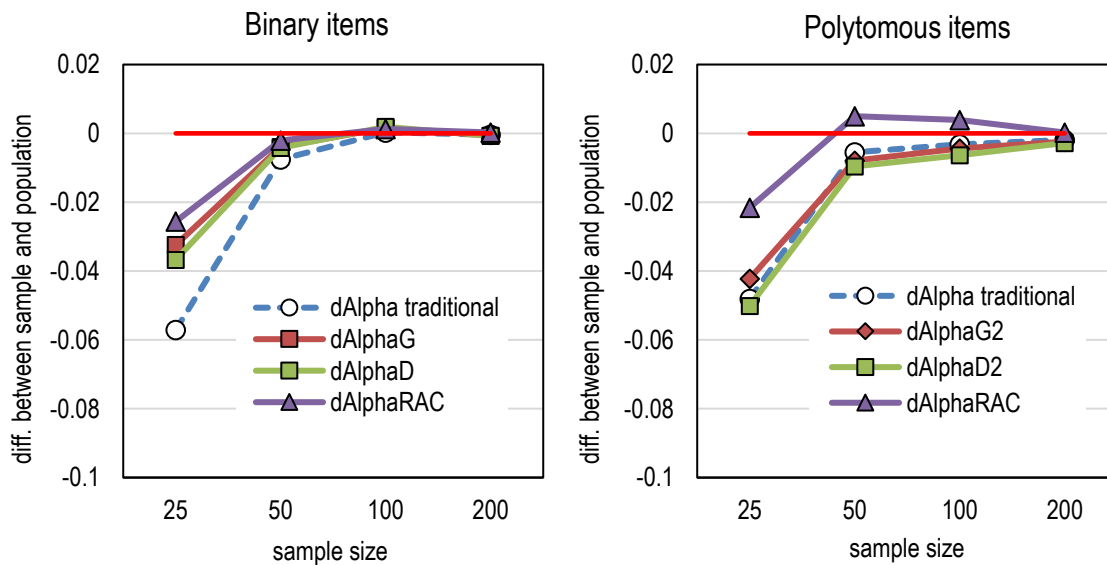 Binary items
0.02
0
-0.02
-0.04
-0.06
-0.08
-0.1
diff. between sample and population
dAlpha traditional
dAlphaG
dAlphaD
dAlphaRAC
25 50 100 200
sample size
Polytomous items
0.02
0
-0.02
-0.04
-0.06
-0.08
-0.1
diff. between sample and population
dAlpha traditional
dAlphaG2
dAlphaD2
dAlphaRAC
25 50 100 200
sample size